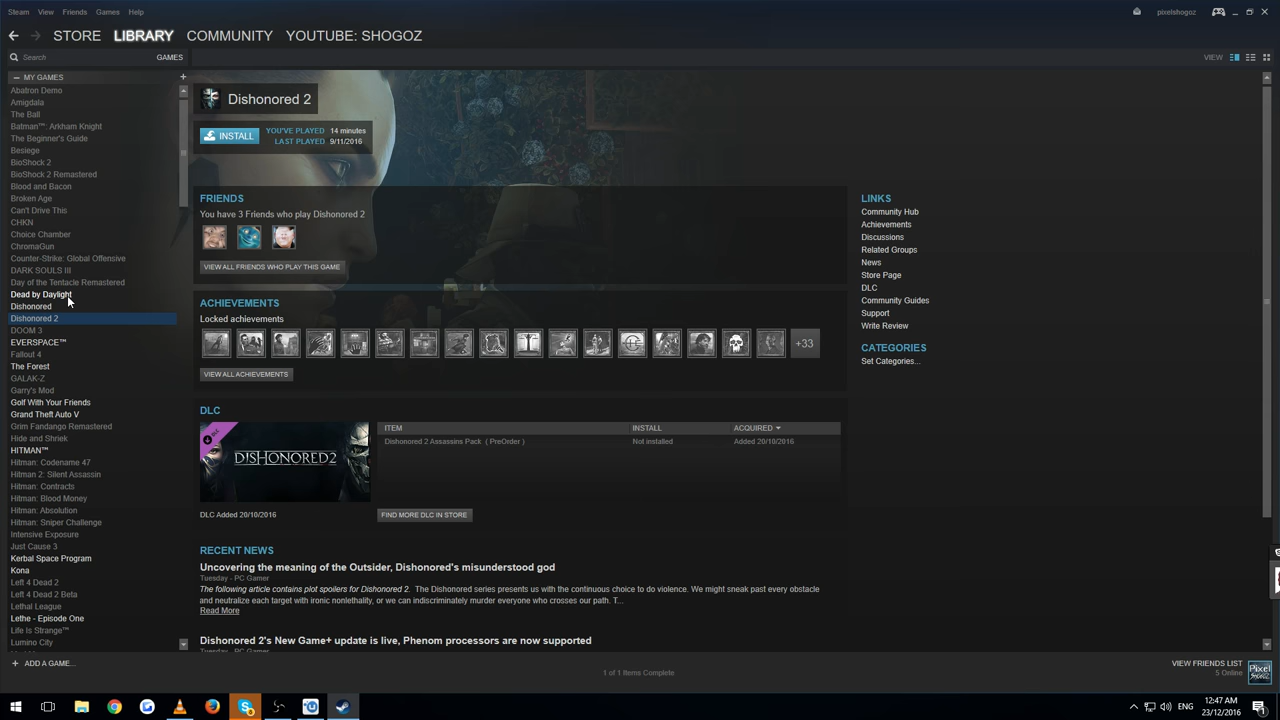 Steam View Friends Games Help
pixelshogoz
STORE LIBRARY COMMUNITY YOUTUBE: SHOGOZ
Search GAMES
VIEW
— MY GAMES +
Abatron Demo
Amigdala
The Ball
Batman™: Arkham Knight
The Beginner's Guide
Besiege
BioShock 2
BioShock 2 Remastered
Blood and Bacon
Broken Age
Can't Drive This
CHKN
Choice Chamber
ChromaGun
Counter-Strike: Global Offensive
DARK SOULS III
Day of the Tentacle Remastered
Dead by Daylight
Dishonored
Dishonored 2
DOOM 3
EVERSPACE™
Fallout 4
The Forest
GALAK-Z
Garry's Mod
Golf With Your Friends
Grand Theft Auto V
Grim Fandango Remastered
Hide and Shriek
HITMAN™
Hitman: Codename 47
Hitman 2: Silent Assassin
Hitman: Contracts
Hitman: Blood Money
Hitman: Absolution
Hitman: Sniper Challenge
Intensive Exposure
Just Cause 3
Kerbal Space Program
Kona
Left 4 Dead 2
Left 4 Dead 2 Beta
Lethal League
Lethe - Episode One
Life Is Strange™
Lumino City
+ ADD A GAME...
Dishonored 2
INSTALL
YOU'VE PLAYED 14 minutes
LAST PLAYED 9/11/2016
FRIENDS
You have 3 Friends who play Dishonored 2
VIEW ALL FRIENDS WHO PLAY THIS GAME
ACHIEVEMENTS
Locked achievements
+33
VIEW ALL ACHIEVEMENTS
DLC
DISHONORED2
ITEM INSTALL ACQUIRED
Dishonored 2 Assassins Pack ( PreOrder ) Not installed Added 20/10/2016
DLC Added 20/10/2016
FIND MORE DLC IN STORE
RECENT NEWS
Uncovering the meaning of the Outsider, Dishonored's misunderstood god
Tuesday - PC Gamer
The following article contains plot spoilers for Dishonored 2. The Dishonored series presents us with the continuous choice to do violence. We might sneak past every obstacle
and neutralize each target with ironic nonlethality, or we can indiscriminately murder everyone who crosses our path. T...
Read More
Dishonored 2's New Game+ update is live, Phenom processors are now supported
Tuesday - PC Gamer
LINKS
Community Hub
Achievements
Discussions
Related Groups
News
Store Page
DLC
Community Guides
Support
Write Review
CATEGORIES
Set Categories...
1 of 1 Items Complete
VIEW FRIENDS LIST
5 Online
Pixel
ENG
12:47 AM
23/12/2016